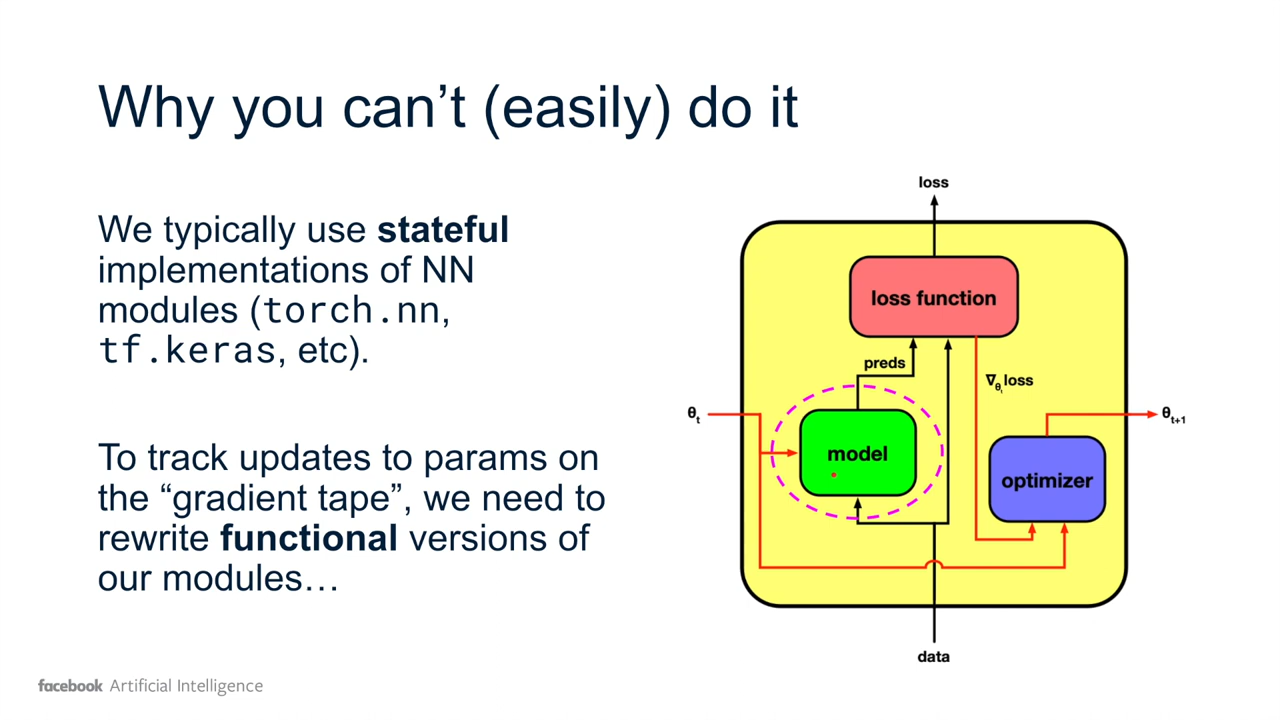 Why you can’t (easily) do it
We typically use stateful
implementations of NN
modules (torch.nn,
tf.keras, etc).
To track updates to params on
the “gradient tape”, we need to
rewrite functional versions of
our modules…
loss
loss function
preds
∇θₜloss
θₜ
θₜ₊₁
model
optimizer
data
facebook Artificial Intelligence